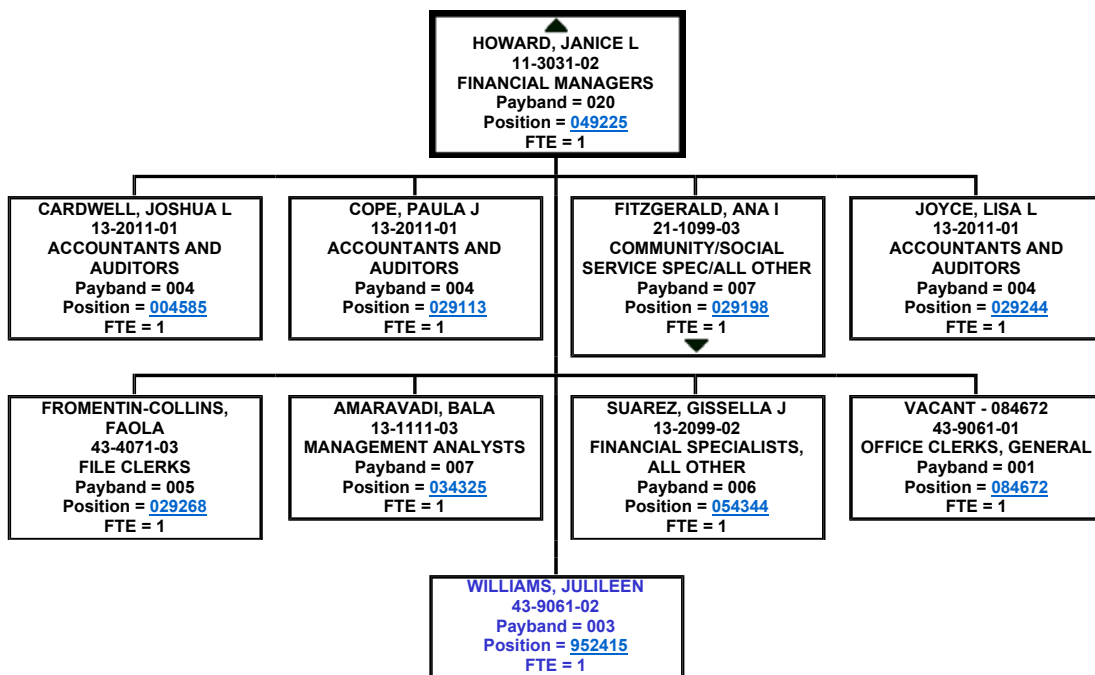 HOWARD, JANICE L
11-3031-02
FINANCIAL MANAGERS
Payband = 020
Position = 049225
FTE = 1
CARDWELL, JOSHUA L
13-2011-01
ACCOUNTANTS AND
AUDITORS
Payband = 004
Position = 004585
FTE = 1
COPE, PAULA J
13-2011-01
ACCOUNTANTS AND
AUDITORS
Payband = 004
Position = 029113
FTE = 1
FITZGERALD, ANA I
21-1099-03
COMMUNITY/SOCIAL
SERVICE SPEC/ALL OTHER
Payband = 007
Position = 029198
FTE = 1
JOYCE, LISA L
13-2011-01
ACCOUNTANTS AND
AUDITORS
Payband = 004
Position = 029244
FTE = 1
FROMENTIN-COLLINS,
FAOLA
43-4071-03
FILE CLERKS
Payband = 005
Position = 029268
FTE = 1
AMARAVADI, BALA
13-1111-03
MANAGEMENT ANALYSTS
Payband = 007
Position = 034325
FTE = 1
SUAREZ, GISSELLA J
13-2099-02
FINANCIAL SPECIALISTS,
ALL OTHER
Payband = 006
Position = 054344
FTE = 1
VACANT - 084672
43-9061-01
OFFICE CLERKS, GENERAL
Payband = 001
Position = 084672
FTE = 1
WILLIAMS, JULILEEN
43-9061-02
Payband = 003
Position = 952415
FTE = 1